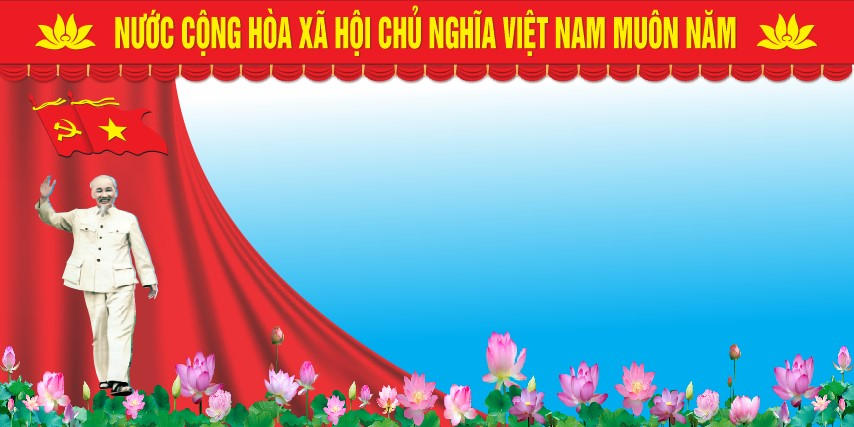 NƯỚC CỘNG HÒA XÃ HỘI CHỦ NGHĨA VIỆT NAM MUÔN NĂM